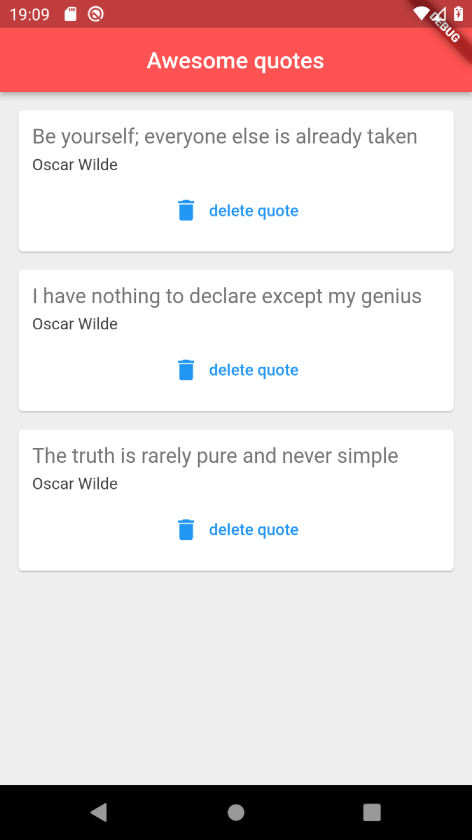 19:09
DEBUG
Awesome quotes
Be yourself; everyone else is already taken
Oscar Wilde
delete quote
I have nothing to declare except my genius
Oscar Wilde
delete quote
The truth is rarely pure and never simple
Oscar Wilde
delete quote